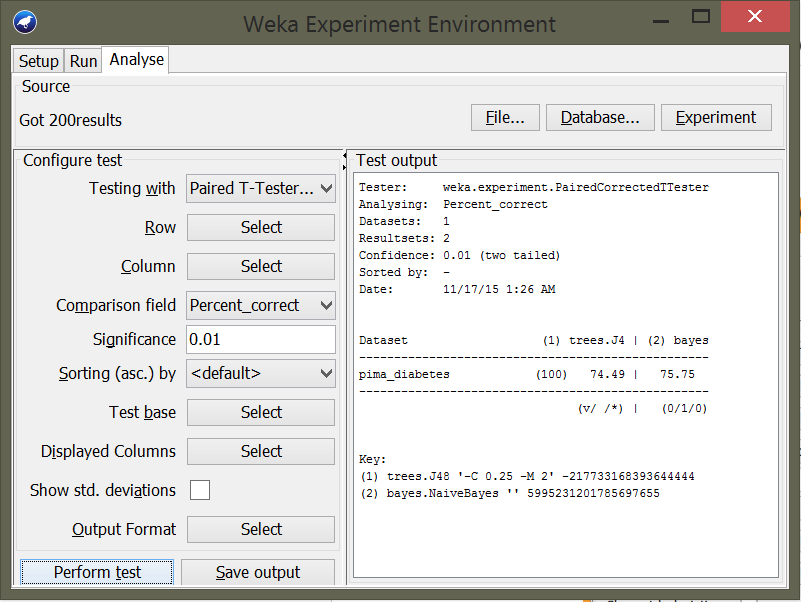 Weka Experiment Environment
Setup Run Analyse
Source
Got 200results
File... Database... Experiment
Configure test
Testing with Paired T-Tester...
Row Select
Column Select
Comparison field Percent_correct
Significance 0.01
Sorting (asc.) by <default>
Test base Select
Displayed Columns Select
Show std. deviations
Output Format Select
Perform test Save output
Test output
Tester: weka.experiment.PairedCorrectedTTester
Analysing: Percent_correct
Datasets: 1
Resultsets: 2
Confidence: 0.01 (two tailed)
Sorted by: -
Date: 11/17/15 1:26 AM
Dataset (1) trees.J4 | (2) bayes
--------------------------------------------------
pima_diabetes (100) 74.49 | 75.75
--------------------------------------------------
(v/ /*) | (0/1/0)
Key:
(1) trees.J48 '-C 0.25 -M 2' -217733168393644444
(2) bayes.NaiveBayes '' 5995231201785697655